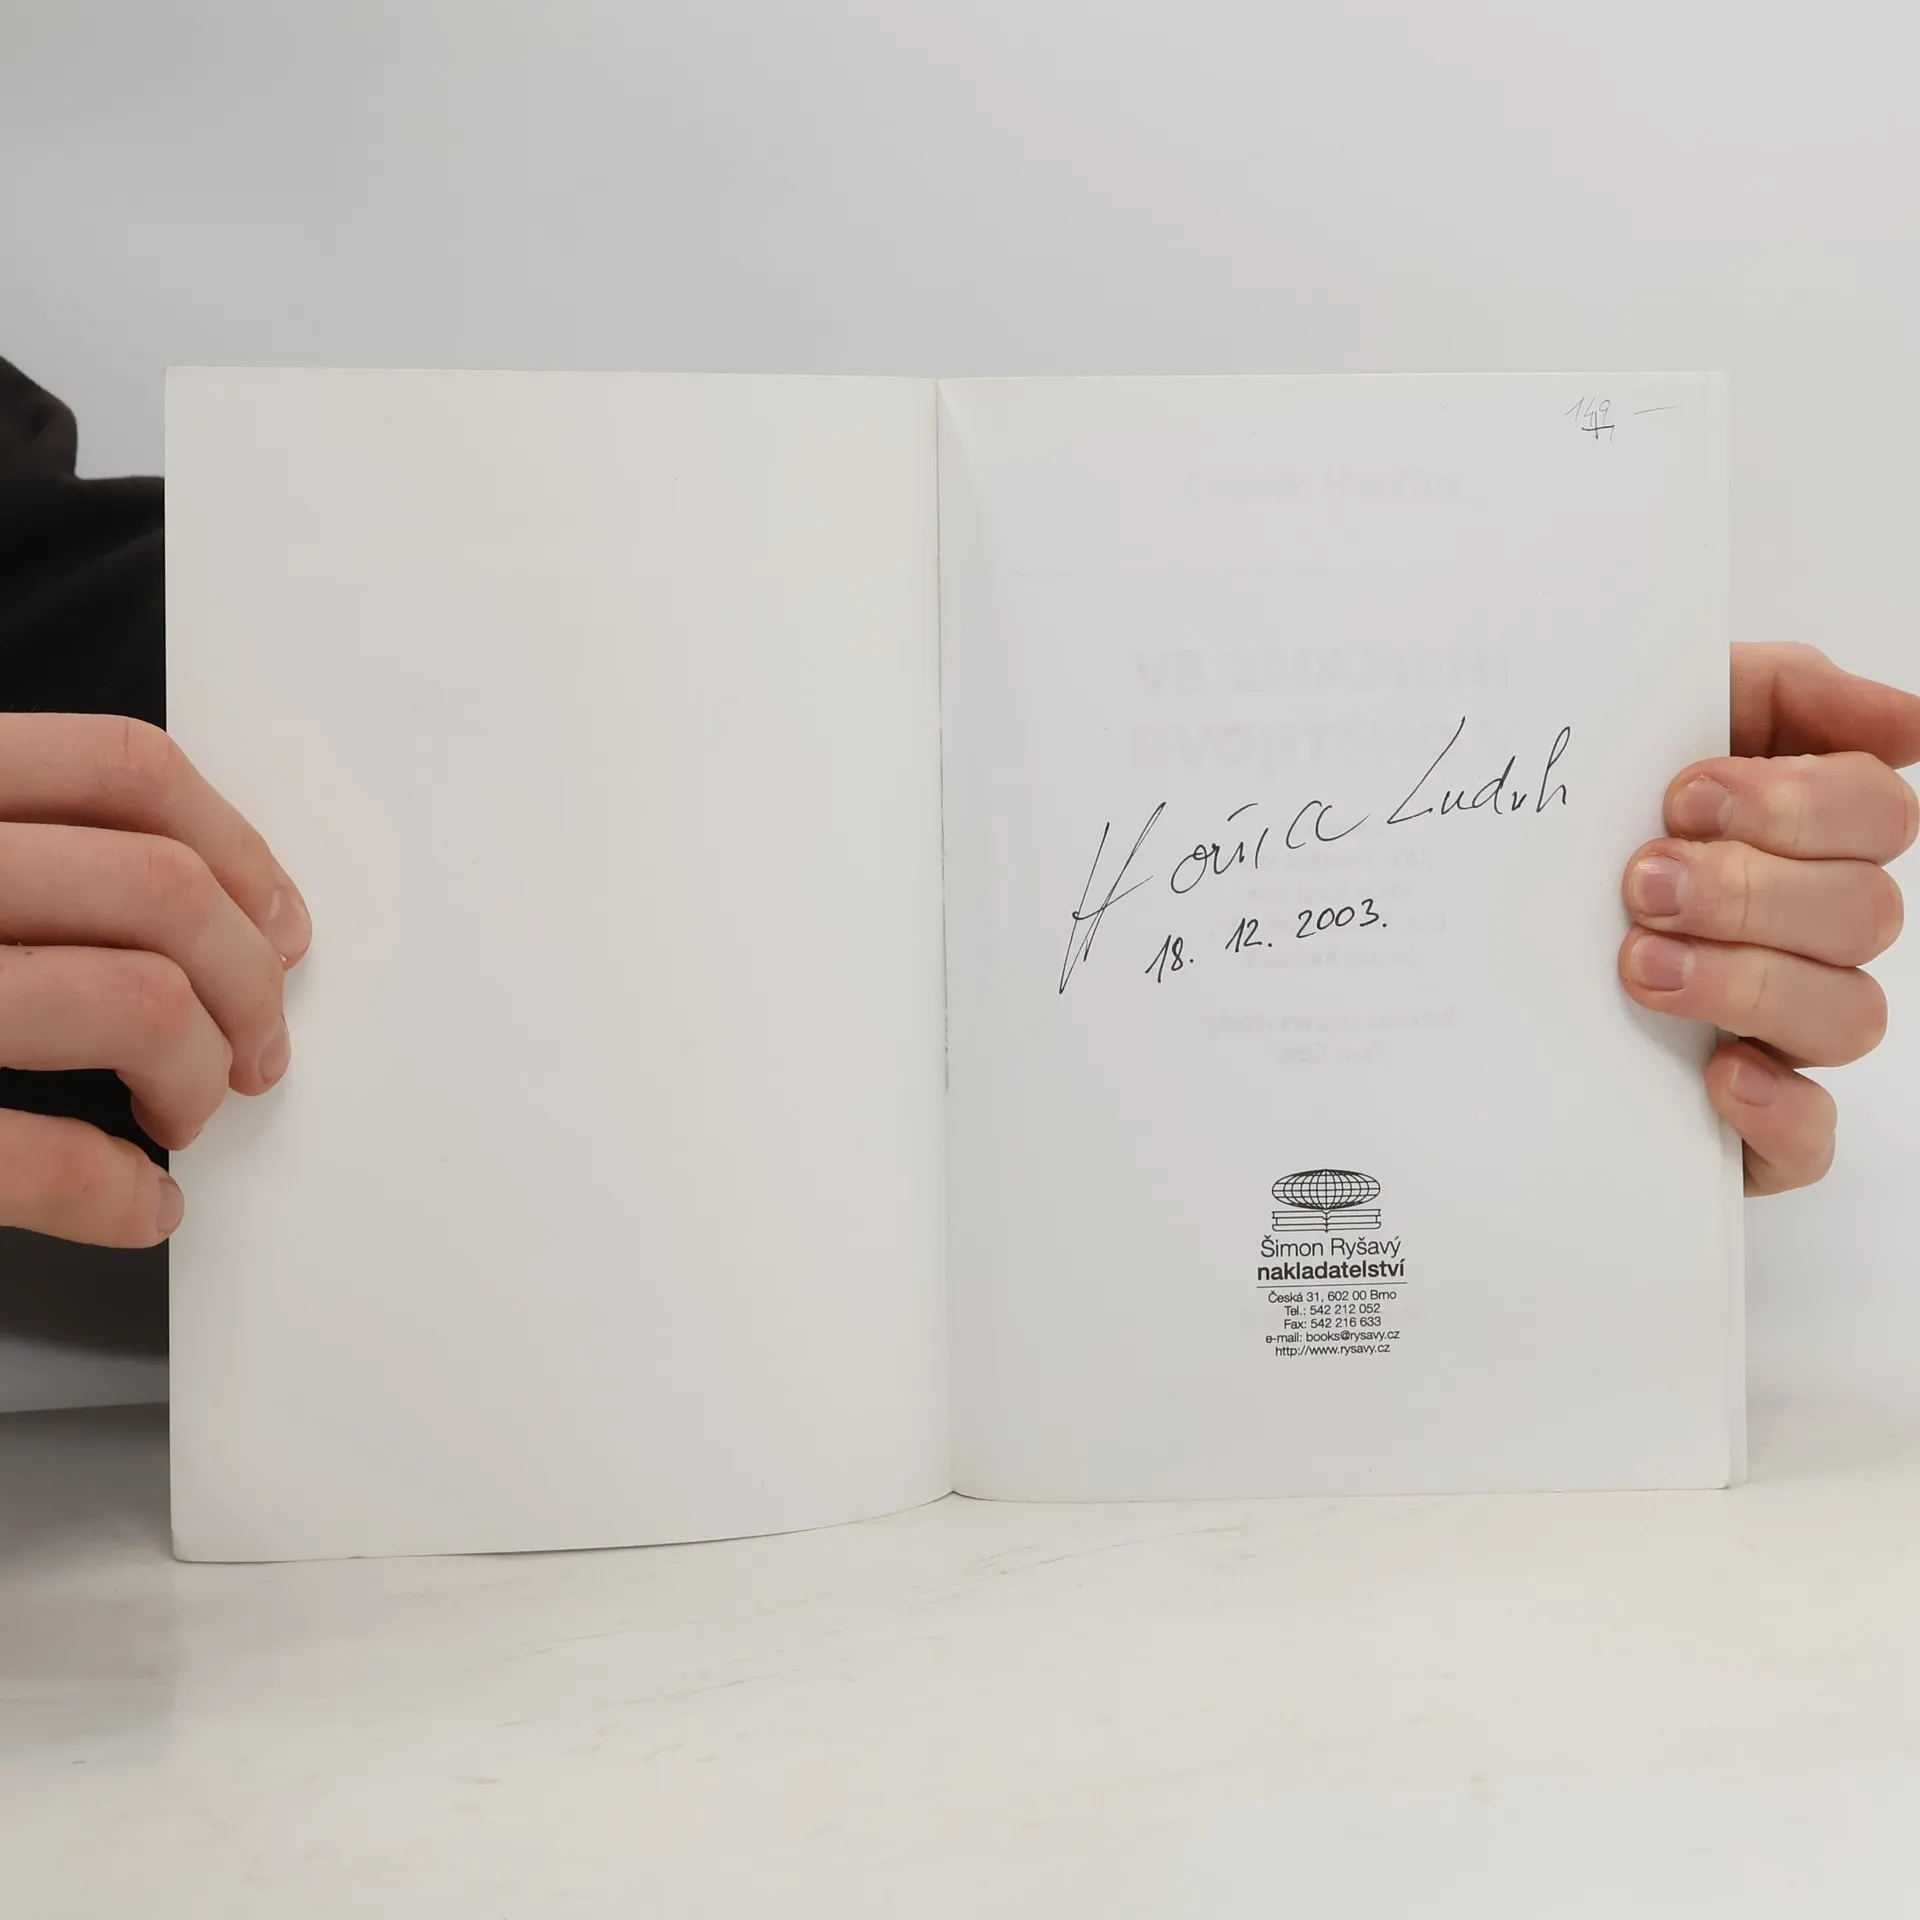 149 —
VE ZNAMENÍ
DVOJITÉHO V
Hořica Luděk
18. 12. 2003.
Šimon Ryšavý
nakladatelství
Česká 31, 602 00 Brno
Tel.: 542 212 052
Fax: 542 216 633
e-mail: books@rysavy.cz
http://www.rysavy.cz